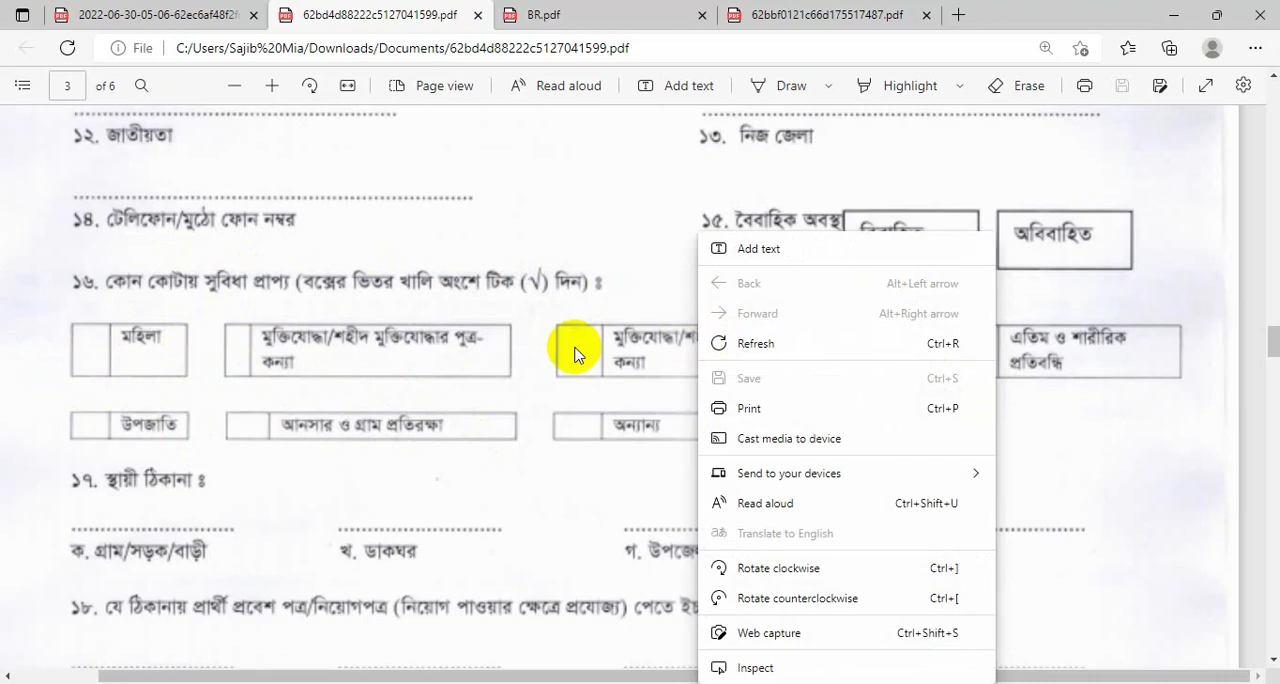 2022-06-30-05-06-62ec6af48f2f
62bd4d88222c5127041599.pdf
BR.pdf
62bbf0121c66d175517487.pdf
File
C:/Users/Sajib%20Mia/Downloads/Documents/62bd4d88222c5127041599.pdf
3 of 6
Page view
Read aloud
Add text
Draw
Highlight
Erase
১২. জাতীয়তা
১৩. নিজ জেলা
১৪. টেলিফোন/মুঠো ফোন নম্বর
১৫. বৈবাহিক অবস্থা
অবিবাহিত
১৬. কোন কোটায় সুবিধা প্রাপ্য (বক্সের ভিতর খালি অংশে টিক (√) দিন) ঃ
মহিলা
মুক্তিযোদ্ধা/শহীদ মুক্তিযোদ্ধার পুত্র-
কন্যা
মুক্তিযোদ্ধা/শ
কন্যা
এতিম ও শারীরিক
প্রতিবন্ধি
উপজাতি
আনসার ও গ্রাম প্রতিরক্ষা
অন্যান্য
১৭. স্থায়ী ঠিকানা ঃ
ক. গ্রাম/সড়ক/বাড়ী
খ. ডাকঘর
গ. উপজে
১৮. যে ঠিকানায় প্রার্থী প্রবেশ পত্র/নিয়োগপত্র (নিয়োগ পাওয়ার ক্ষেত্রে প্রযোজ্য) পেতে
Add text
Back Alt+Left arrow
Forward Alt+Right arrow
Refresh Ctrl+R
Save Ctrl+S
Print Ctrl+P
Cast media to device
Send to your devices
Read aloud Ctrl+Shift+U
Translate to English
Rotate clockwise Ctrl+]
Rotate counterclockwise Ctrl+[
Web capture Ctrl+Shift+S
Inspect